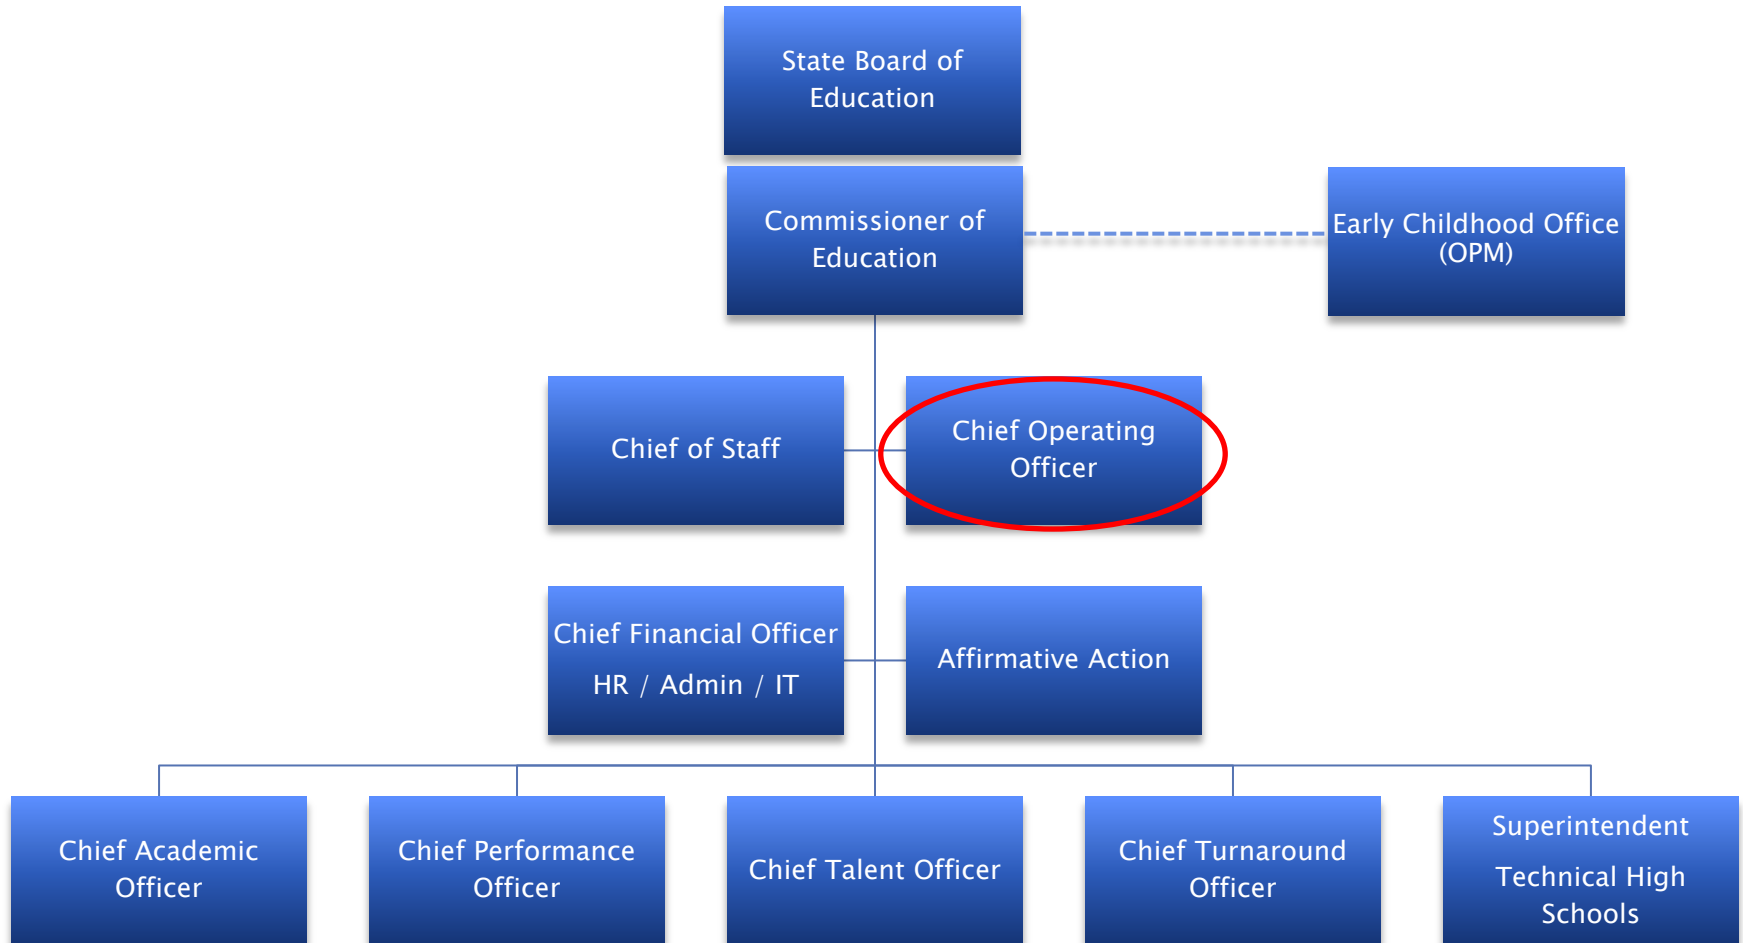 State Board of
Education
Commissioner of
Education
Early Childhood Office
(OPM)
Chief of Staff
Chief Operating
Officer
Chief Financial Officer
HR / Admin / IT
Affirmative Action
Chief Academic
Officer
Chief Performance
Officer
Chief Talent Officer
Chief Turnaround
Officer
Superintendent
Technical High
Schools